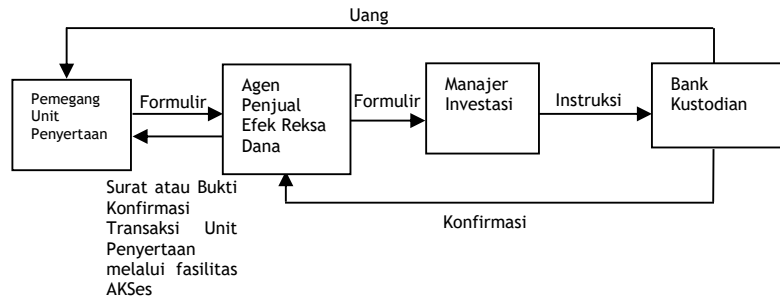 Uang
Pemegang
Unit
Penyertaan
Formulir
Agen
Penjual
Efek Reksa
Dana
Formulir
Manajer
Investasi
Instruksi
Bank
Kustodian
Surat atau Bukti
Konfirmasi
Transaksi Unit
Penyertaan
melalui fasilitas
AKSes
Konfirmasi